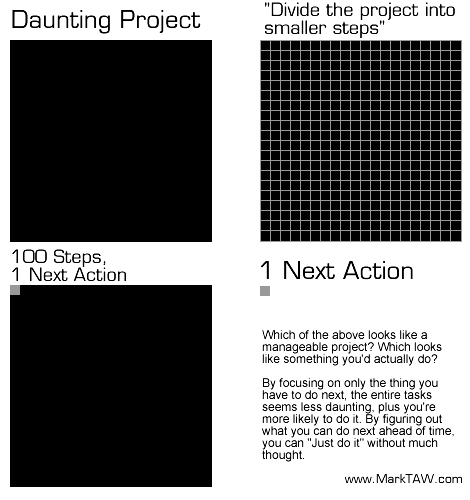 Daunting Project
"Divide the project into
smaller steps"
100 Steps,
1 Next Action
1 Next Action
Which of the above looks like a
manageable project? Which looks
like something you'd actually do?
By focusing on only the thing you
have to do next, the entire tasks
seems less daunting, plus you're
more likely to do it. By figuring out
what you can do next ahead of time,
you can "Just do it" without much
thought.
www.MarkTAW.com